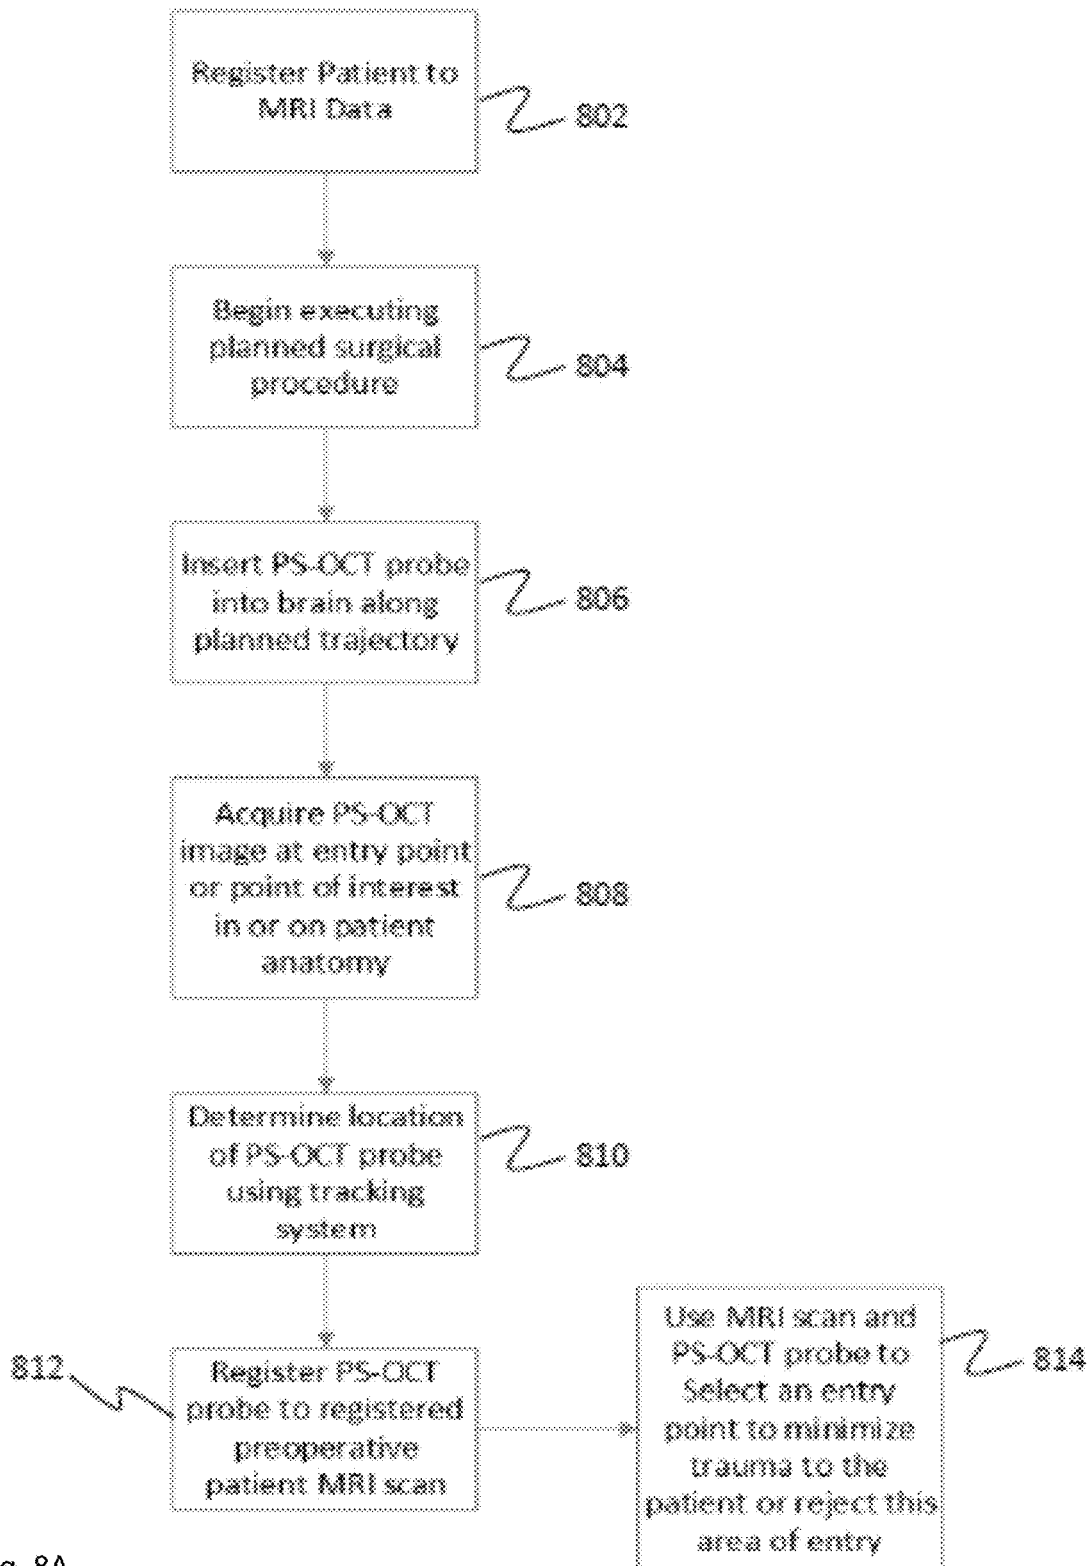 Register Patient to
MRI Data
802
Begin executing
planned surgical
procedure
804
Insert PS-OCT probe
into brain along
planned trajectory
806
Acquire PS-OCT
image at entry point
or point of interest
in or on patient
anatomy
808
Determine location
of PS-OCT probe
using tracking
system
810
812
Register PS-OCT
probe to registered
preoperative
patient MRI scan
Use MRI scan and
PS-OCT probe to
Select an entry
point to minimize
trauma to the
patient or reject this
area of entry
814
8A